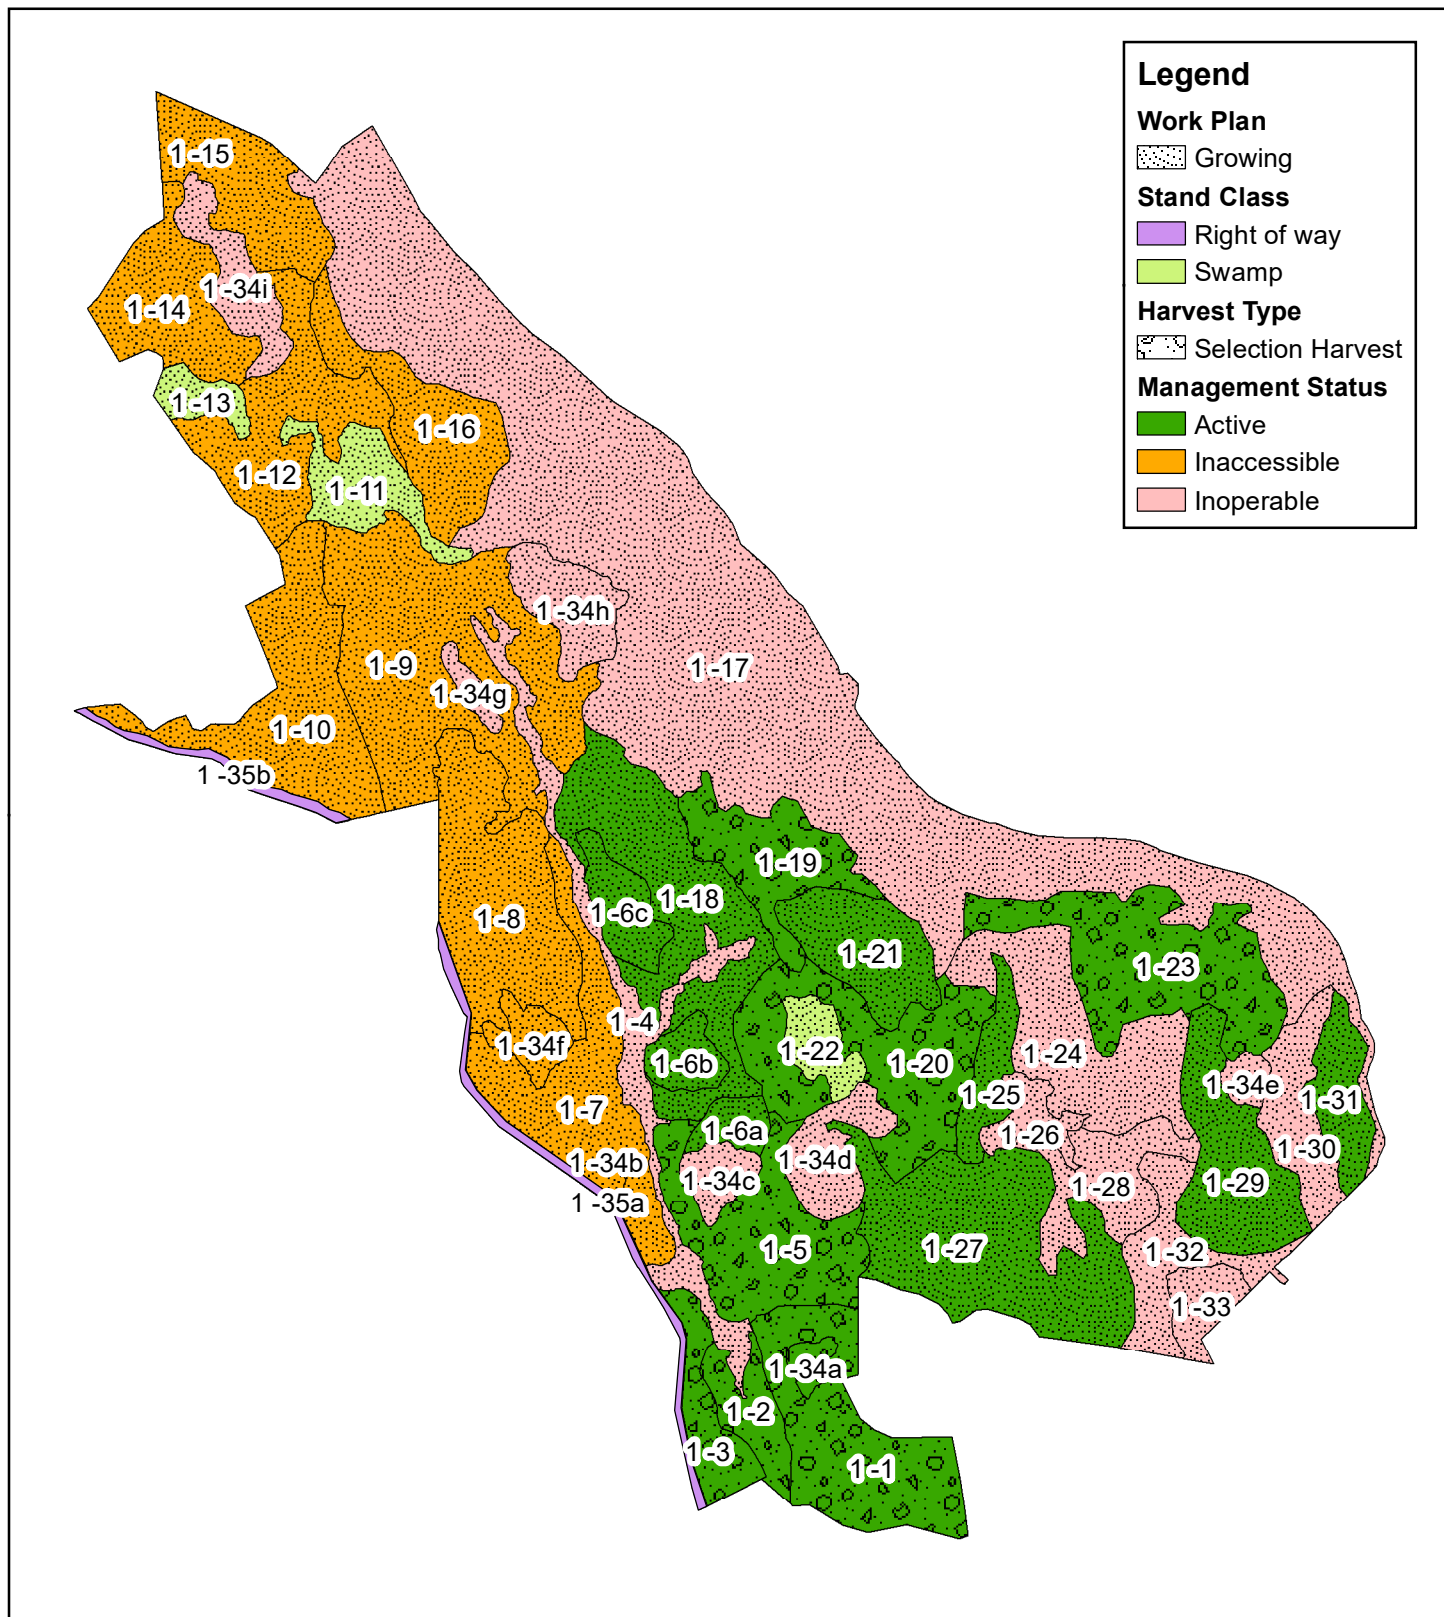 Legend
Work Plan
Growing
Stand Class
Right of way
Swamp
Harvest Type
Selection Harvest
Management Status
Active
Inaccessible
Inoperable
1 -15
1 -34i
1 -14
1 -13
1 -16
1 -12
1 -11
1 -34h
1 -9
1 -17
1 -34g
1 -10
1 -35b
1 -19
1 -18
1 -6c
1 -8
1 -21
1 -23
1 -4
1 -34f
1 -22
1 -24
1 -6b
1 -20
1 -34e
1 -25
1 -31
1 -7
1 -6a
1 -26
1 -30
1 -34b
1 -34d
1 -34c
1 -28
1 -29
1 -35a
1 -5
1 -27
1 -32
1 -33
1 -34a
1 -2
1 -3
1 -1